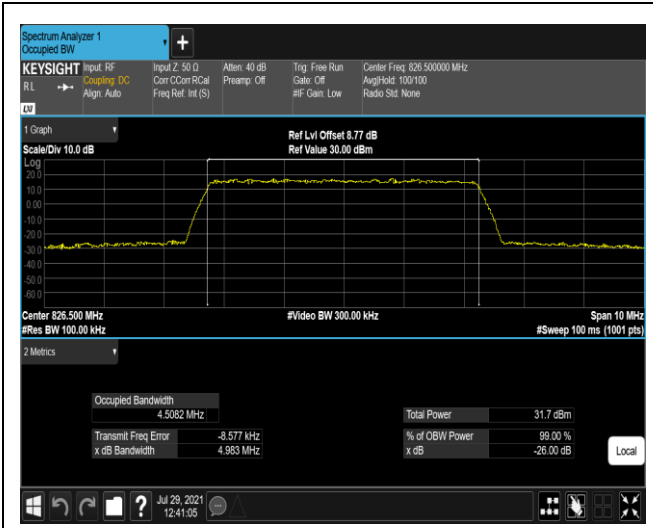 Spectrum Analyzer 1
Occupied BW
+
KEYSIGHT Input: RF Input Z: 50 Ω Atten: 40 dB Trig: Free Run Center Freq: 826.500000 MHz
RL Coupling: DC Corr CCorr RCal Preamp: Off Gate: Off Avg|Hold: 100/100
Align: Auto Freq Ref: Int (S) #IF Gain: Low Radio Std: None
LXI
1 Graph
Ref Lvl Offset 8.77 dB
Scale/Div 10.0 dB Ref Value 30.00 dBm
Log
20.0
10.0
0.00
-10.0
-20.0
-30.0
-40.0
-50.0
-60.0
Center 826.500 MHz #Video BW 300.00 kHz Span 10 MHz
#Res BW 100.00 kHz #Sweep 100 ms (1001 pts)
2 Metrics
Occupied Bandwidth
4.5082 MHz Total Power 31.7 dBm
Transmit Freq Error -8.577 kHz % of OBW Power 99.00 %
x dB Bandwidth 4.983 MHz x dB -26.00 dB
Local
? Jul 29, 2021
12:41:05